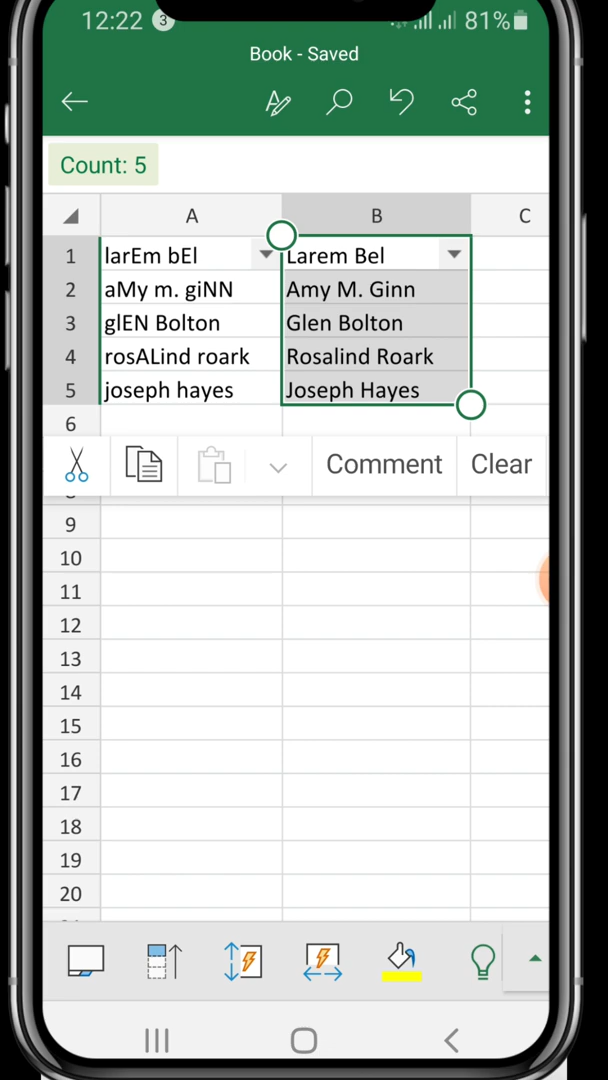 12:22 3 81%
Book - Saved
Count: 5
A B C
1 larEm bEl Larem Bel
2 aMy m. giNN Amy M. Ginn
3 glEN Bolton Glen Bolton
4 rosALind roark Rosalind Roark
5 joseph hayes Joseph Hayes
6
Comment Clear
9
10
11
12
13
14
15
16
17
18
19
20